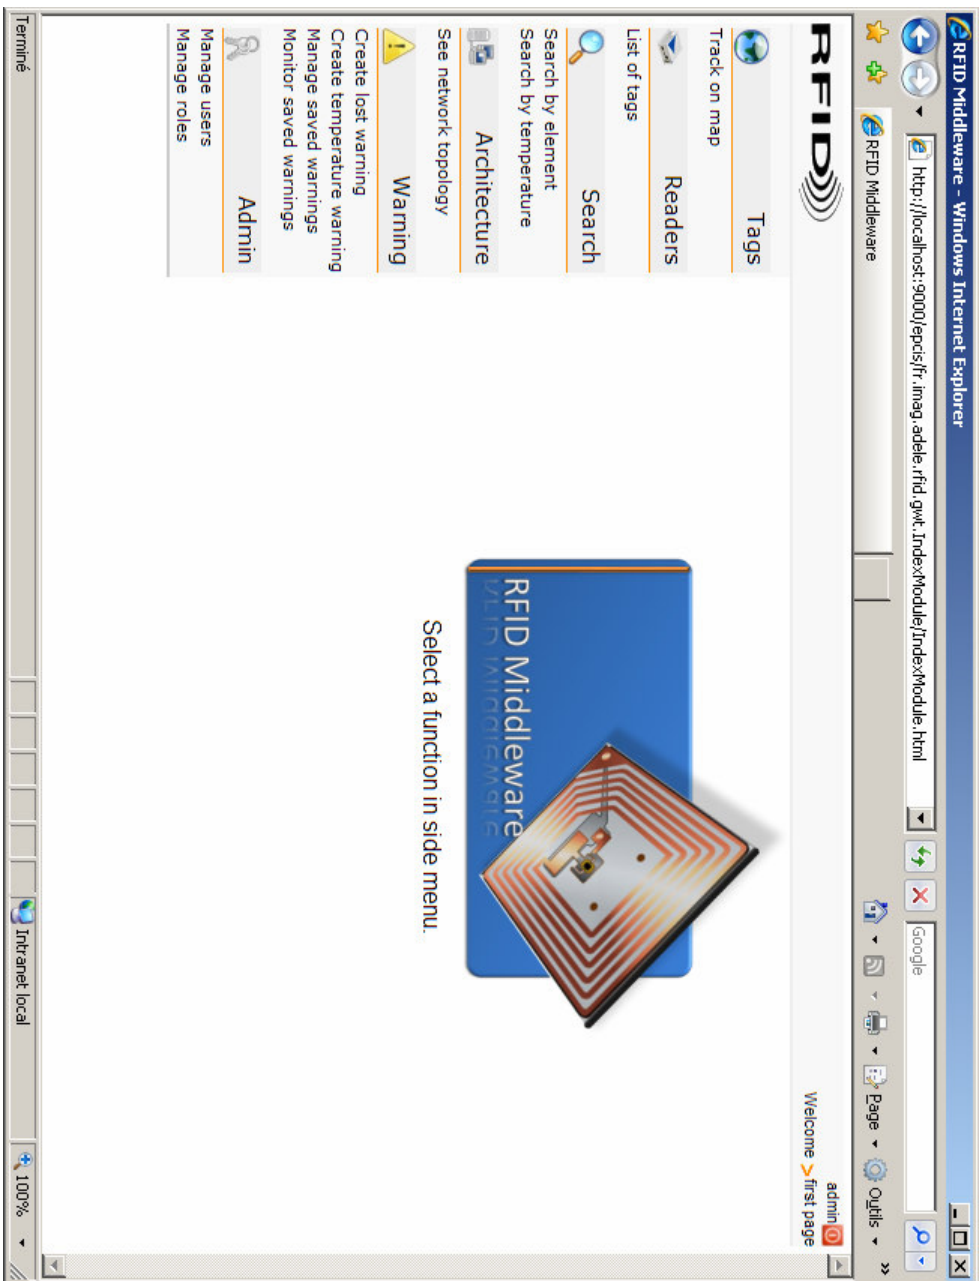 RFID Middleware - Windows Internet Explorer
http://localhost:9000/epcis/fr.imag.adele.rfid.gwt.IndexModule/IndexModule.html
Google
RFID Middleware
Page
Outils
RFID
admin
Welcome > first page
Tags
Track on map
Readers
List of tags
Search
Search by element
Search by temperature
Architecture
See network topology
Warning
Create lost warning
Create temperature warning
Manage saved warnings
Monitor saved warnings
Admin
Manage users
Manage roles
RFID Middleware
Select a function in side menu.
Terminé
Intranet local
100%